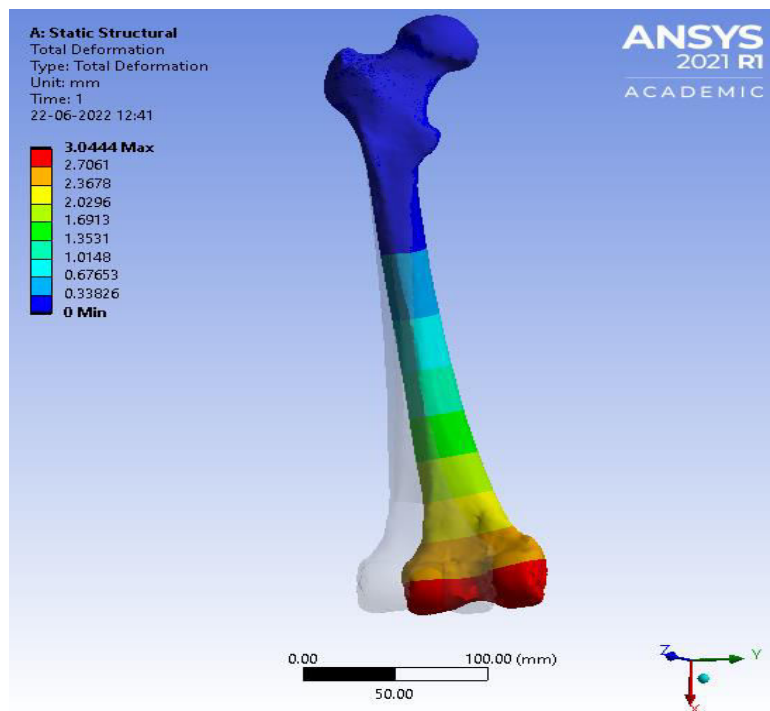 A: Static Structural
Total Deformation
Type: Total Deformation
Unit: mm
Time: 1
22-06-2022 12:41
3.0444 Max
2.7061
2.3678
2.0296
1.6913
1.3531
1.0148
0.67653
0.33826
0 Min
ANSYS
2021 R1
ACADEMIC
0.00
100.00 (mm)
50.00
Z
Y
X